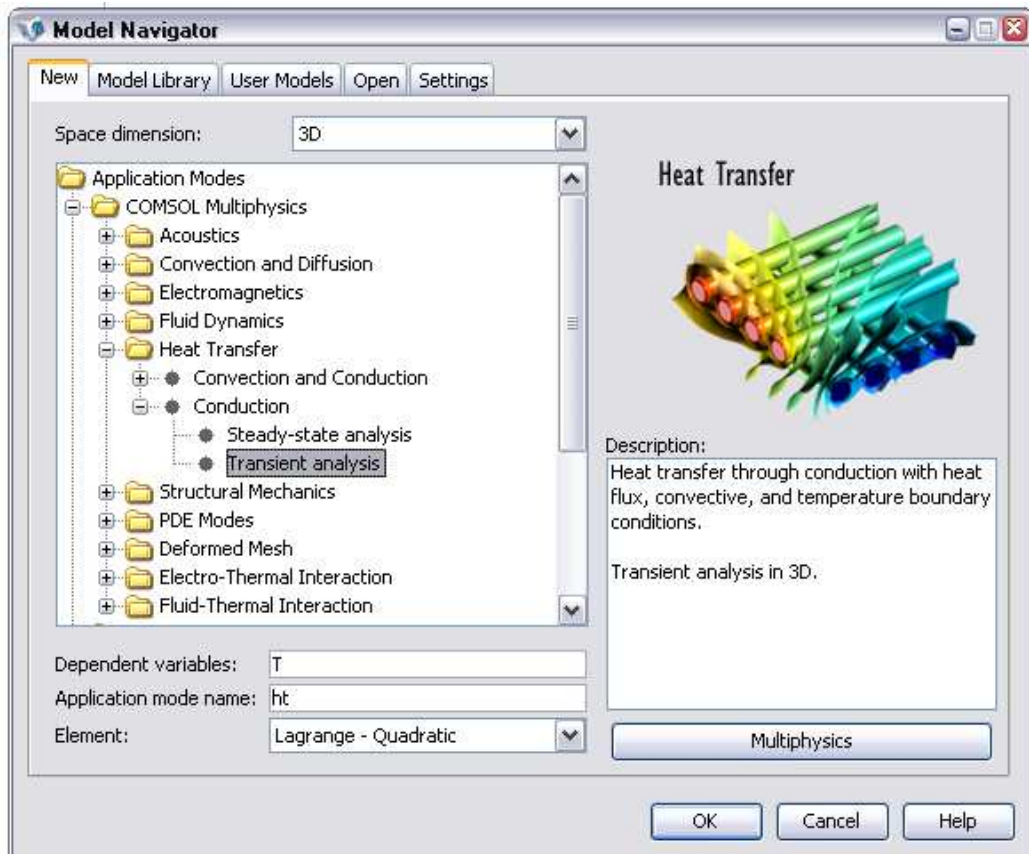 Model Navigator
New Model Library User Models Open Settings
Space dimension: 3D
Application Modes
COMSOL Multiphysics
Acoustics
Convection and Diffusion
Electromagnetics
Fluid Dynamics
Heat Transfer
Convection and Conduction
Conduction
Steady-state analysis
Transient analysis
Structural Mechanics
PDE Modes
Deformed Mesh
Electro-Thermal Interaction
Fluid-Thermal Interaction
Dependent variables: T
Application mode name: ht
Element: Lagrange - Quadratic
Heat Transfer
Description:
Heat transfer through conduction with heat
flux, convective, and temperature boundary
conditions.
Transient analysis in 3D.
Multiphysics
OK Cancel Help